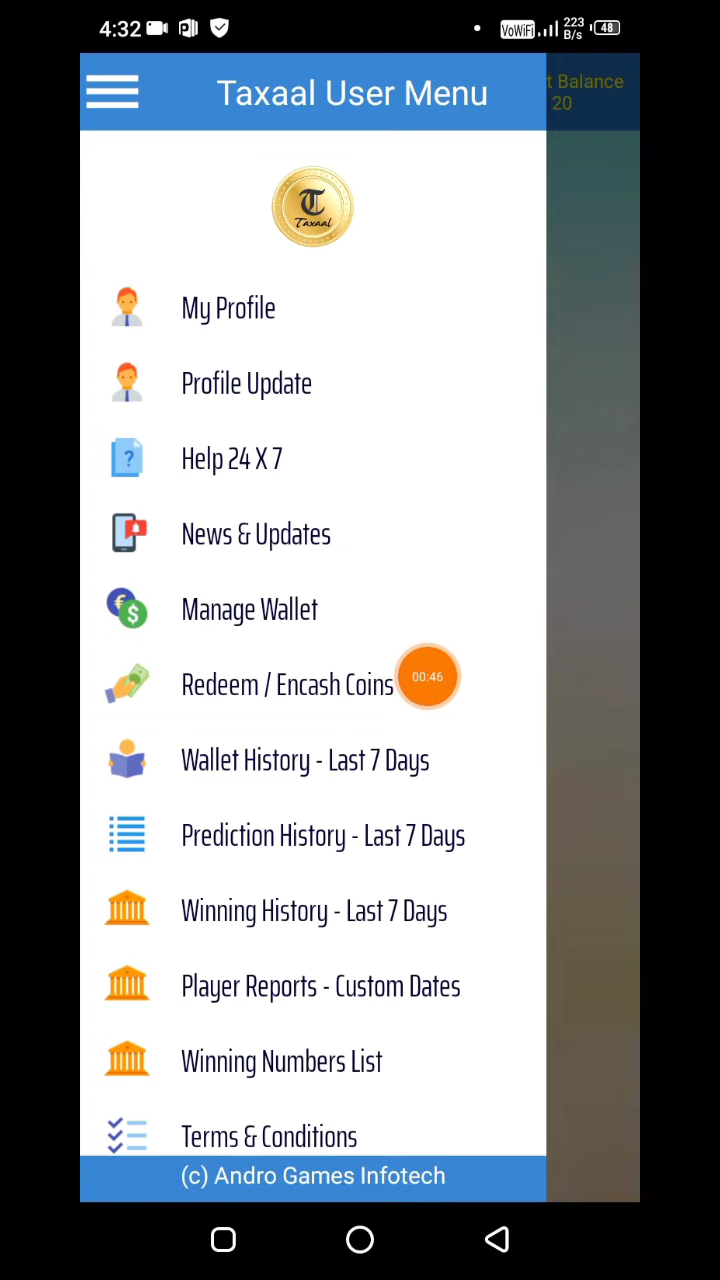 4:32
VoWiFi 223 B/s 48
Taxaal User Menu
t Balance
20
T
Taxaal
My Profile
Profile Update
?
Help 24 X 7
News & Updates
€ $
Manage Wallet
Redeem / Encash Coins
00:46
Wallet History - Last 7 Days
Prediction History - Last 7 Days
Winning History - Last 7 Days
Player Reports - Custom Dates
Winning Numbers List
Terms & Conditions
(c) Andro Games Infotech